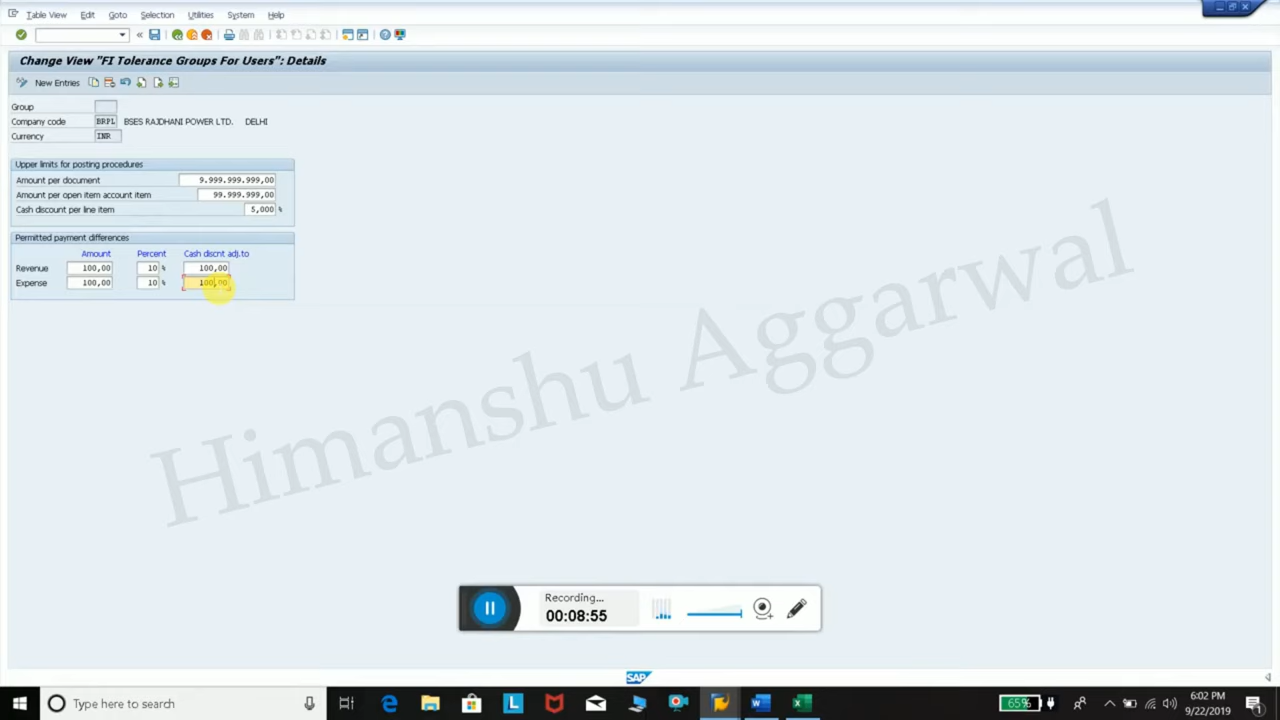 Table View Edit Goto Selection Utilities System Help
Change View "FI Tolerance Groups For Users": Details
New Entries
Group
Company code BRPL BSES RAJDHANI POWER LTD. DELHI
Currency INR
Upper limits for posting procedures
Amount per document 9.999.999.999,00
Amount per open item account item 99.999.999,00
Cash discount per line item 5,000 %
Permitted payment differences
Amount Percent Cash discnt adj.to
Revenue 100,00 10 % 100,00
Expense 100,00 10 % 100,00
Himanshu Aggarwal
Recording...
00:08:55
SAP
Type here to search
65%
6:02 PM
9/22/2019